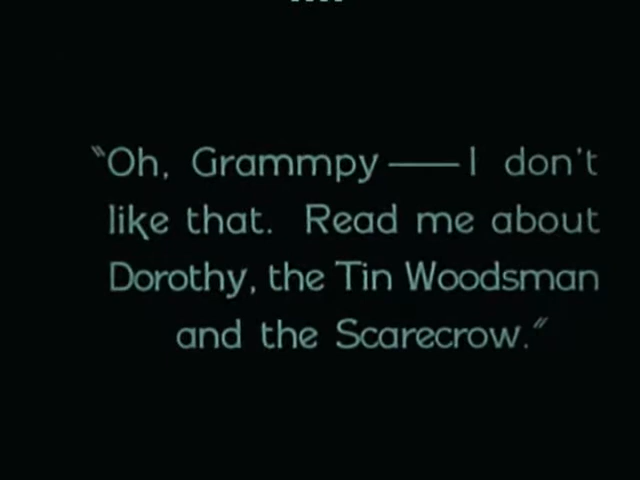 "Oh, Grammpy — I don't
like that. Read me about
Dorothy, the Tin Woodsman
and the Scarecrow."